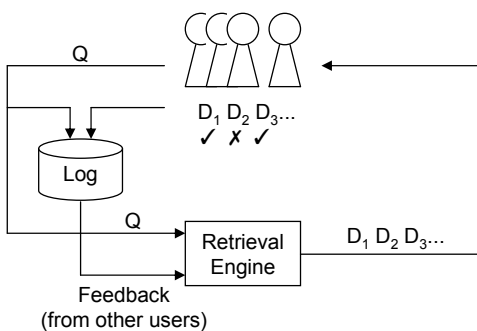 Q
D₁ D₂ D₃...
✓ ✗ ✓
Log
Q
Retrieval
Engine
D₁ D₂ D₃...
Feedback
(from other users)